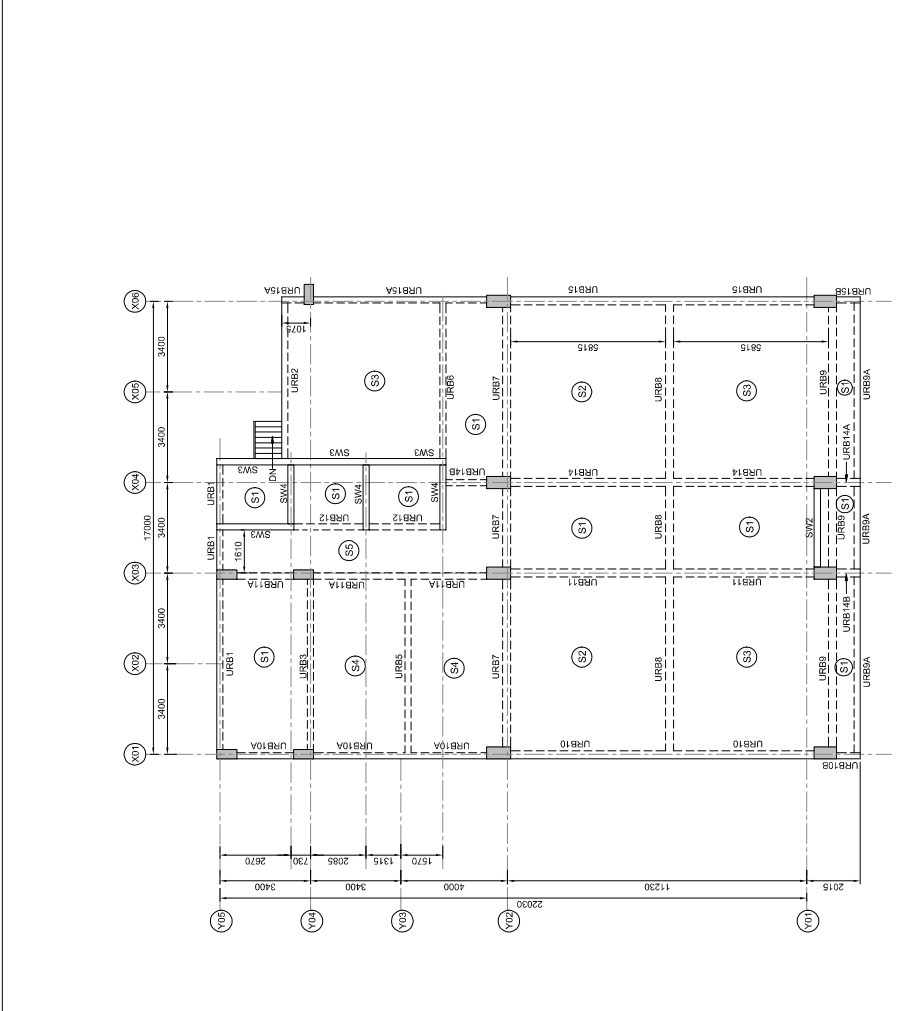 X06
X05
X04
X03
X02
X01
3400
3400
3400
3400
3400
17000
URB15A
URB15A
URB15
URB15
URB15B
1075
5815
5815
URB2
S3
URB6
URB7
S2
URB8
S3
URB9
S1
URB9A
S1
DN
SW3
SW3
SW3
URB14B
URB14
URB14
URB14A
URB1
S1
SW4
S1
SW4
S1
SW4
URB12
URB12
SW3
URB1
1610
S5
URB7
S1
URB8
S1
SW2
URB9
S1
URB9A
URB11A
URB11A
URB11A
URB11
URB11
URB14B
URB1
S1
URB3
S4
URB5
S4
URB7
S2
URB8
S3
URB9
S1
URB9A
URB10A
URB10A
URB10A
URB10
URB10
URB10B
2670
730
2085
1315
1570
3400
3400
4000
11230
2015
22030
Y05
Y04
Y03
Y02
Y01